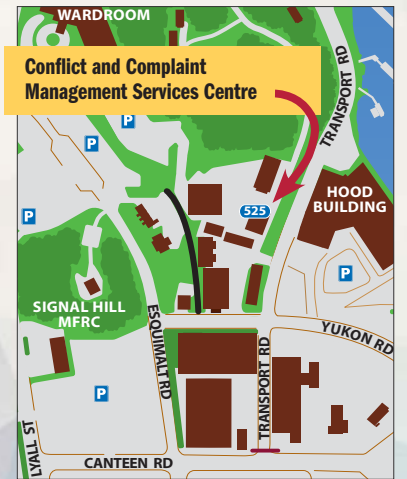 WARDROOM
Conflict and Complaint
Management Services Centre
TRANSPORT RD
P
P
525
HOOD
BUILDING
P
P
SIGNAL HILL
MFRC
ESQUIMALT RD
YUKON RD
TRANSPORT RD
P
LYALL ST
CANTEEN RD